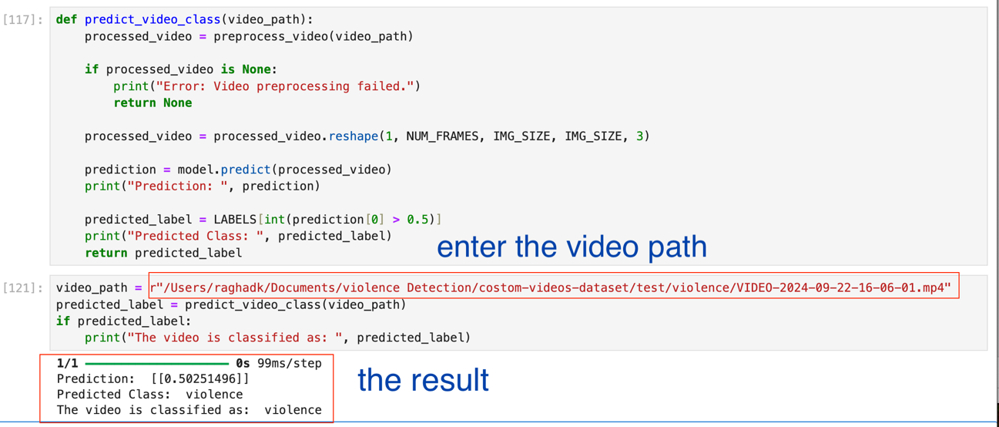 [117]: def predict_video_class(video_path):
processed_video = preprocess_video(video_path)
if processed_video is None:
print("Error: Video preprocessing failed.")
return None
processed_video = processed_video.reshape(1, NUM_FRAMES, IMG_SIZE, IMG_SIZE, 3)
prediction = model.predict(processed_video)
print("Prediction: ", prediction)
predicted_label = LABELS[int(prediction[0] > 0.5)]
print("Predicted Class: ", predicted_label)
return predicted_label
enter the video path
[121]: video_path = r"/Users/raghadk/Documents/violence Detection/costom-videos-dataset/test/violence/VIDEO-2024-09-22-16-06-01.mp4"
predicted_label = predict_video_class(video_path)
if predicted_label:
print("The video is classified as: ", predicted_label)
1/1 0s 99ms/step
Prediction: [[0.50251496]]
Predicted Class: violence
The video is classified as: violence
the result